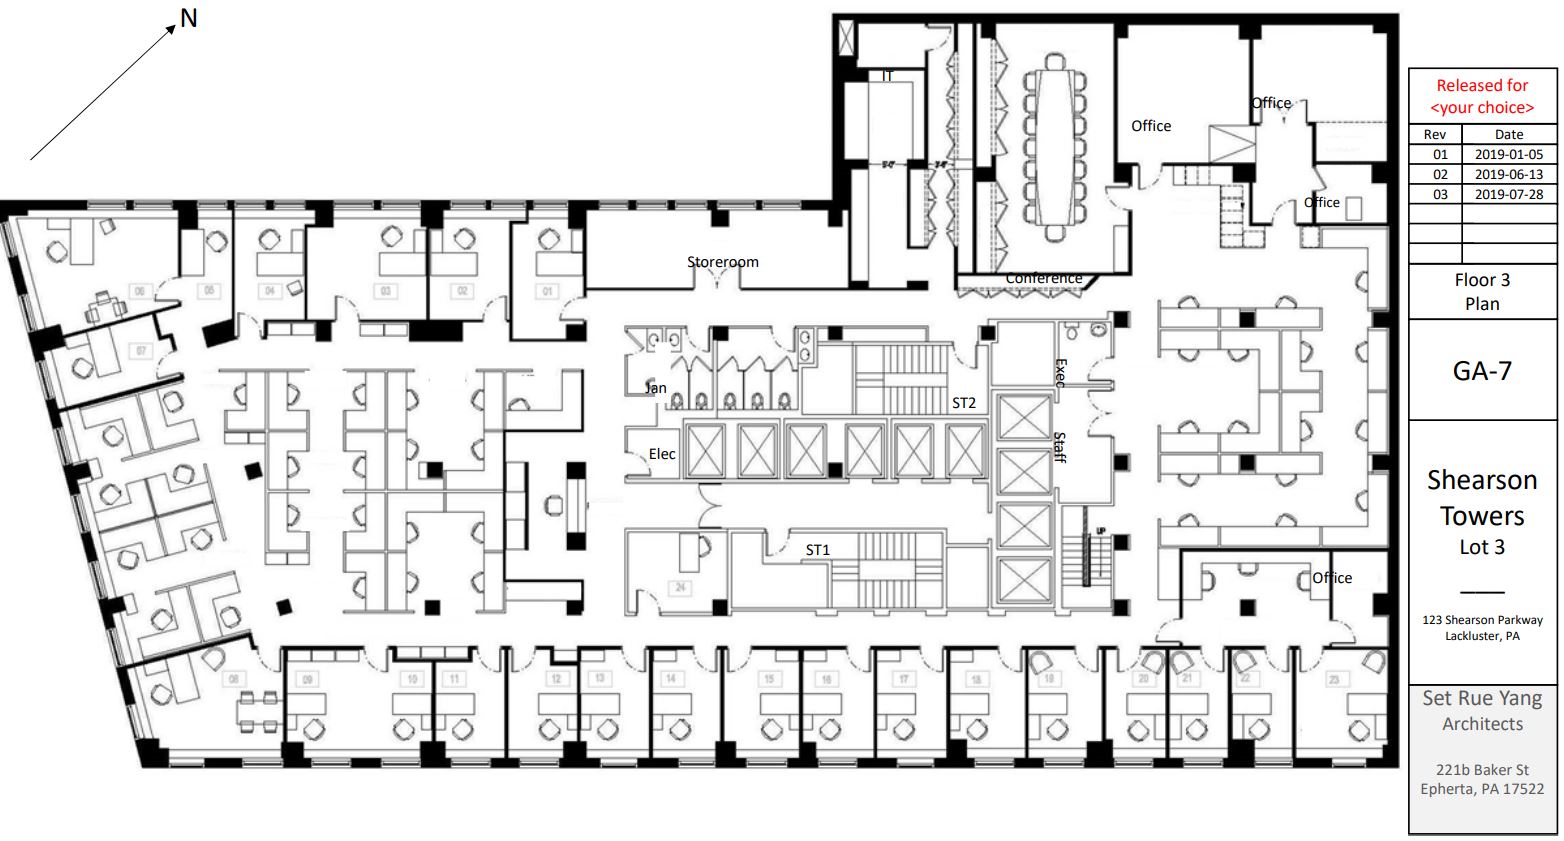 N
IT
5'-0"
Office
Office
Office
Storeroom
Conference
06
05
04
03
02
01
07
Jan
Exec
ST2
Elec
Staff
ST1
UP
24
Office
08
09
10
11
12
13
14
15
16
17
18
19
20
21
22
23
Released for
<your choice>
Rev Date
01 2019-01-05
02 2019-06-13
03 2019-07-28
Floor 3
Plan
GA-7
Shearson
Towers
Lot 3
123 Shearson Parkway
Lackluster, PA
Set Rue Yang
Architects
221b Baker St
Epherta, PA 17522